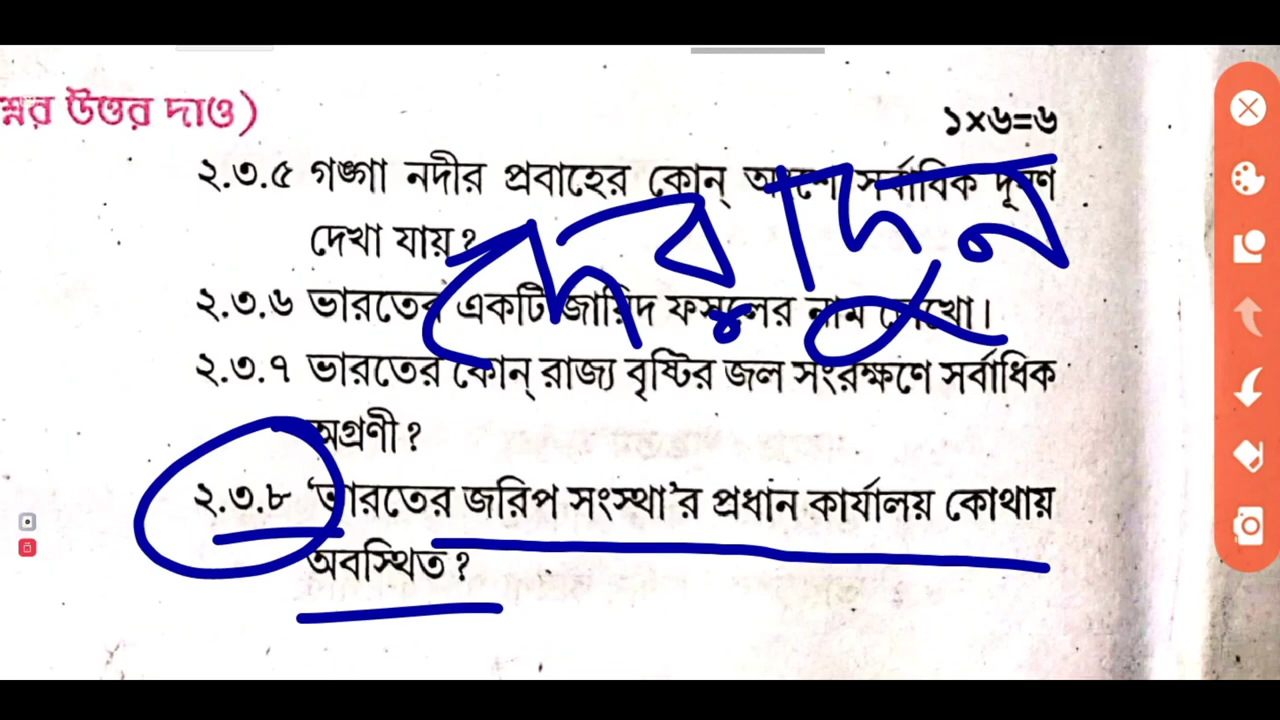 শ্নর উত্তর দাও)
১×৬=৬
২.৩.৫ গঙ্গা নদীর প্রবাহের কোন্ অংশে সর্বাধিক দূষণ
দেখা যায়?
দেরাদুন
২.৩.৬ ভারতের একটি জায়িদ ফসলের নাম লেখো।
২.৩.৭ ভারতের কোন্ রাজ্য বৃষ্টির জল সংরক্ষণে সর্বাধিক
অগ্রণী?
২.৩.৮ 'ভারতের জরিপ সংস্থা'র প্রধান কার্যালয় কোথায়
অবস্থিত?